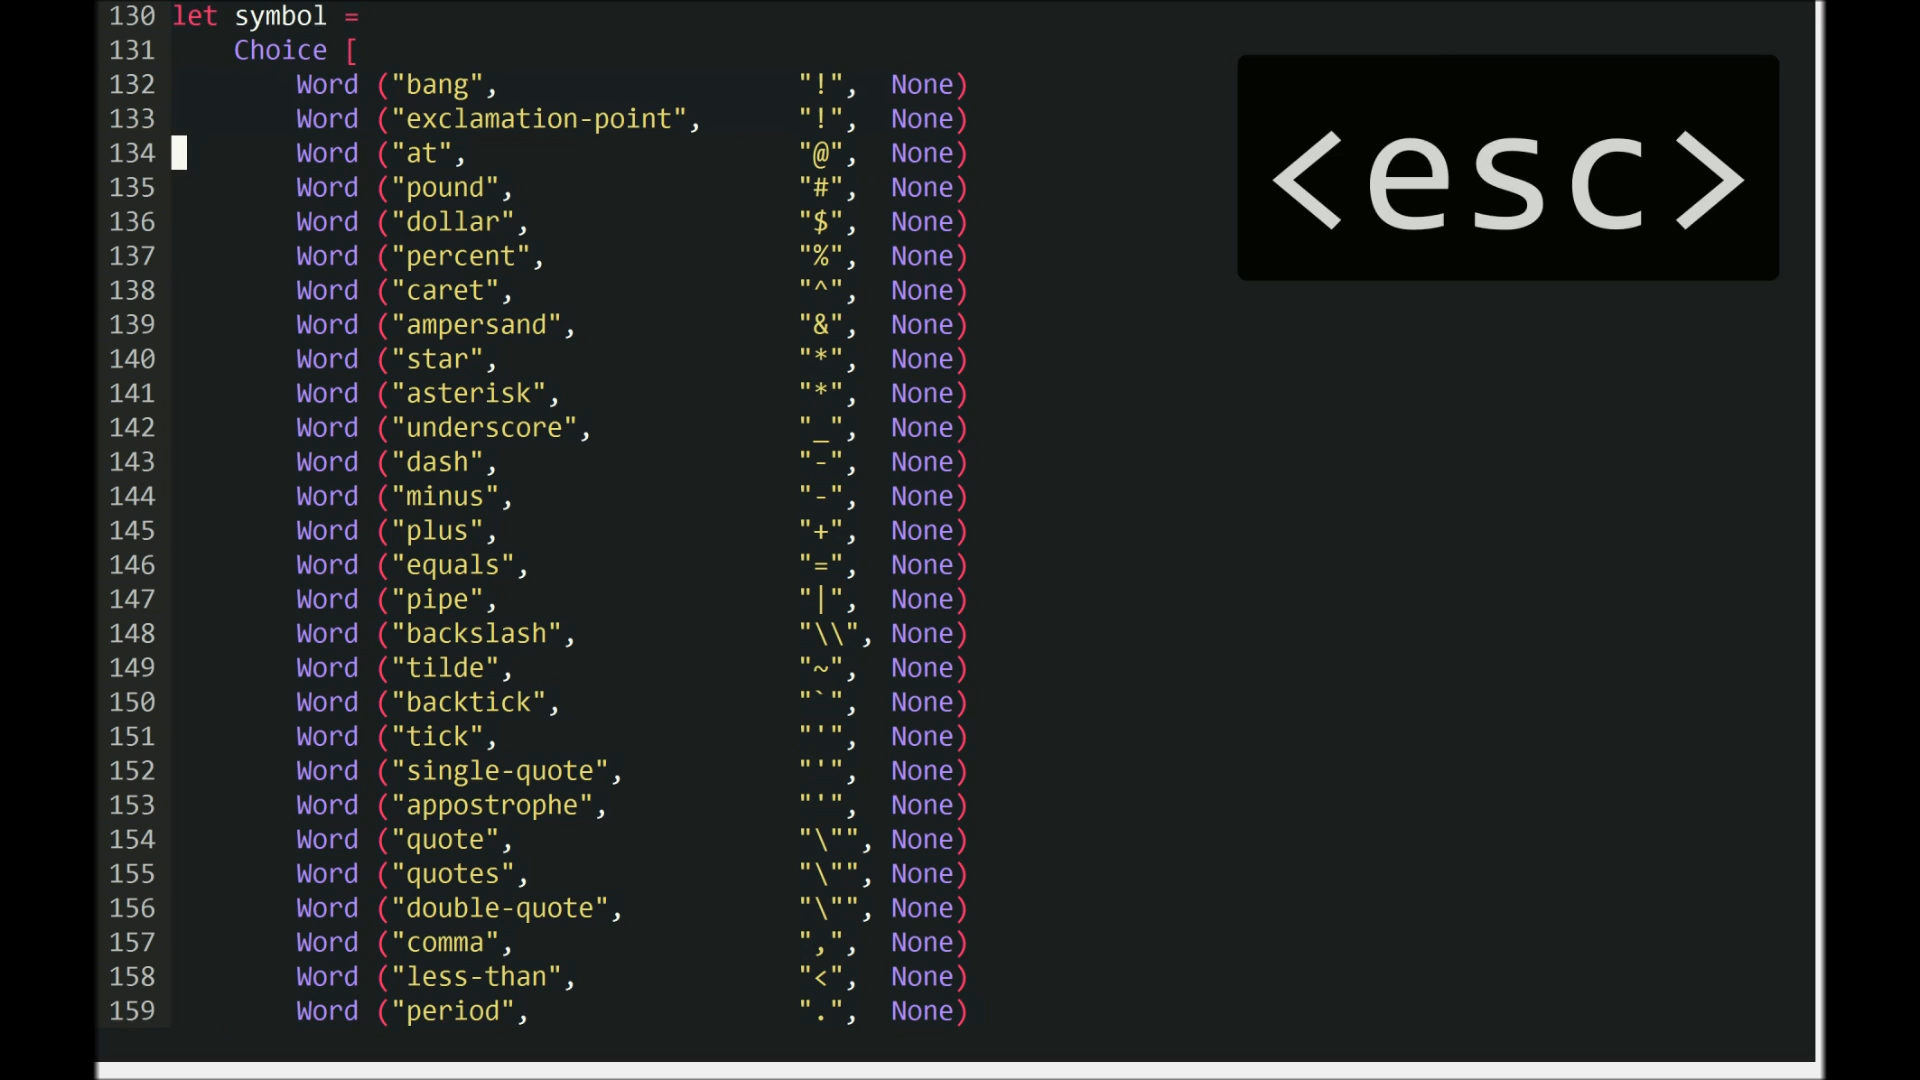 130 let symbol =
131     Choice [
132         Word ("bang",                   "!",  None)
133         Word ("exclamation-point",      "!",  None)
134         Word ("at",                     "@",  None)
135         Word ("pound",                  "#",  None)
136         Word ("dollar",                 "$",  None)
137         Word ("percent",                "%",  None)
138         Word ("caret",                  "^",  None)
139         Word ("ampersand",              "&",  None)
140         Word ("star",                   "*",  None)
141         Word ("asterisk",               "*",  None)
142         Word ("underscore",             "_",  None)
143         Word ("dash",                   "-",  None)
144         Word ("minus",                  "-",  None)
145         Word ("plus",                   "+",  None)
146         Word ("equals",                 "=",  None)
147         Word ("pipe",                   "|",  None)
148         Word ("backslash",              "\\", None)
149         Word ("tilde",                  "~",  None)
150         Word ("backtick",               "`",  None)
151         Word ("tick",                   "'",  None)
152         Word ("single-quote",           "'",  None)
153         Word ("appostrophe",            "'",  None)
154         Word ("quote",                  "\"", None)
155         Word ("quotes",                 "\"", None)
156         Word ("double-quote",           "\"", None)
157         Word ("comma",                  ",",  None)
158         Word ("less-than",              "<",  None)
159         Word ("period",                 ".",  None)
<esc>